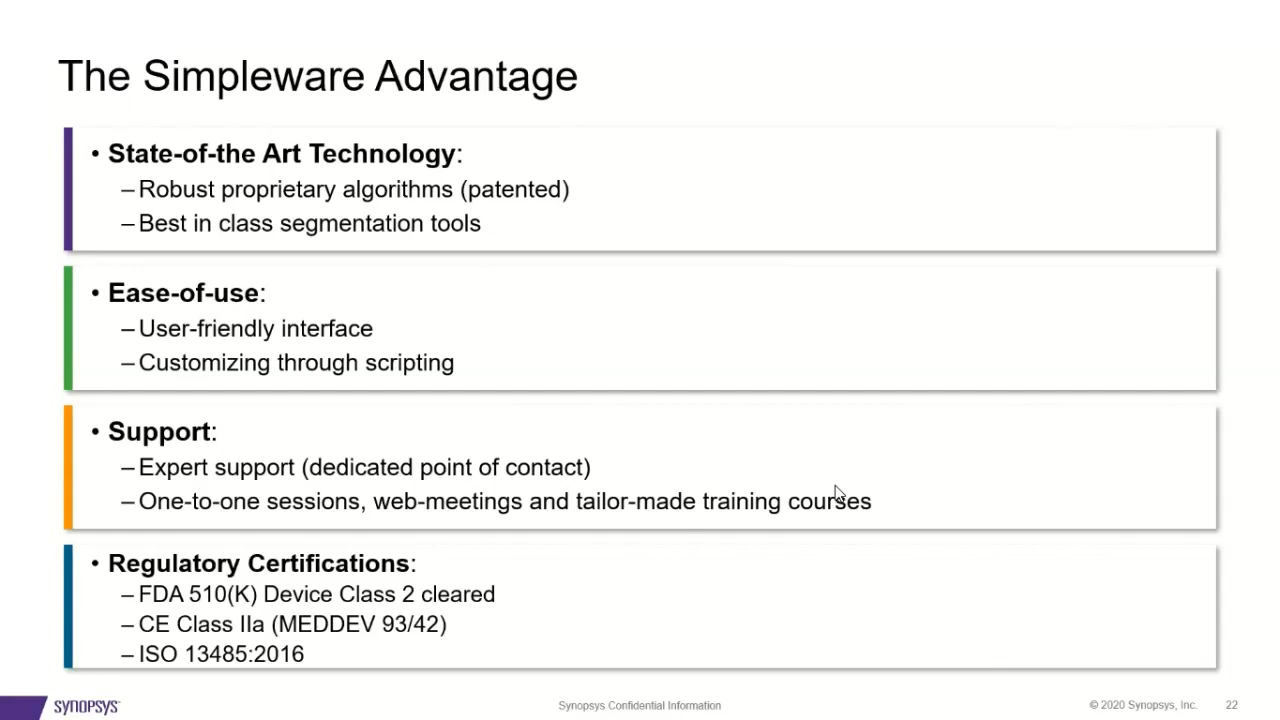 The Simpleware Advantage
• State-of-the Art Technology:
– Robust proprietary algorithms (patented)
– Best in class segmentation tools
• Ease-of-use:
– User-friendly interface
– Customizing through scripting
• Support:
– Expert support (dedicated point of contact)
– One-to-one sessions, web-meetings and tailor-made training courses
• Regulatory Certifications:
– FDA 510(K) Device Class 2 cleared
– CE Class IIa (MEDDEV 93/42)
– ISO 13485:2016
SYNOPSYS Synopsys Confidential Information © 2020 Synopsys, Inc. 22